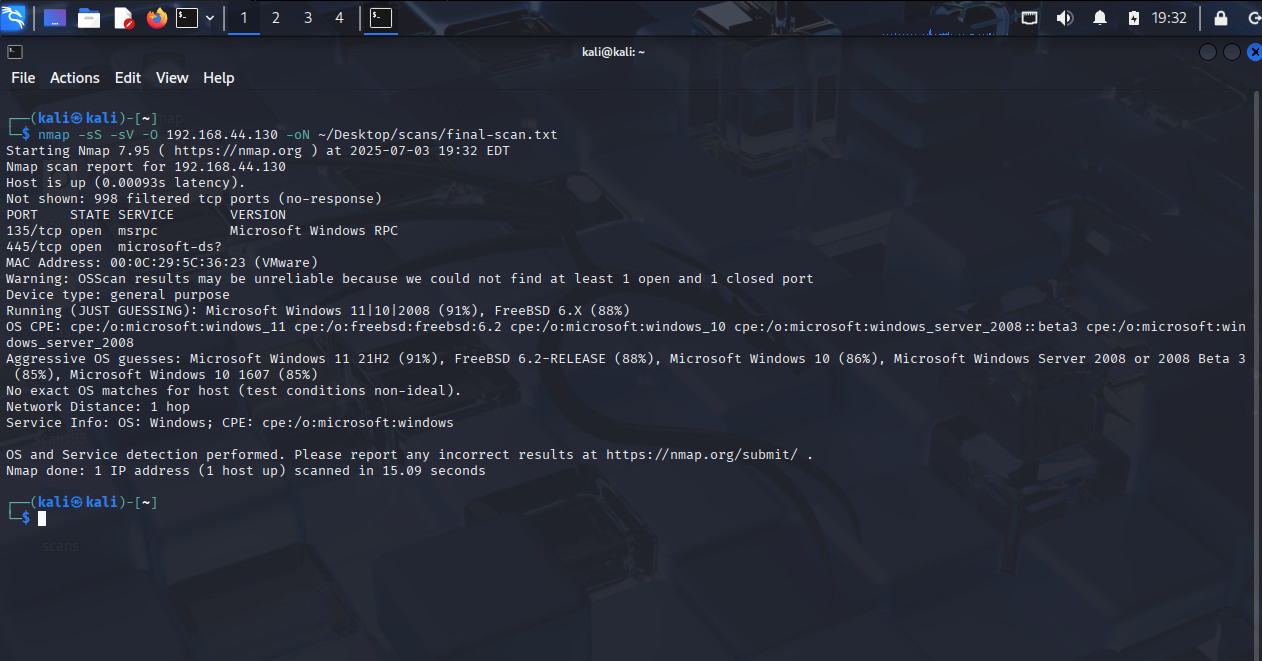 1 2 3 4 19:32
kali@kali: ~
File Actions Edit View Help
┌──(kali㉿kali)-[~]
└─$ nmap -sS -sV -O 192.168.44.130 -oN ~/Desktop/scans/final-scan.txt
Starting Nmap 7.95 ( https://nmap.org ) at 2025-07-03 19:32 EDT
Nmap scan report for 192.168.44.130
Host is up (0.00093s latency).
Not shown: 998 filtered tcp ports (no-response)
PORT    STATE SERVICE       VERSION
135/tcp open  msrpc         Microsoft Windows RPC
445/tcp open  microsoft-ds?
MAC Address: 00:0C:29:5C:36:23 (VMware)
Warning: OSScan results may be unreliable because we could not find at least 1 open and 1 closed port
Device type: general purpose
Running (JUST GUESSING): Microsoft Windows 11|10|2008 (91%), FreeBSD 6.X (88%)
OS CPE: cpe:/o:microsoft:windows_11 cpe:/o:freebsd:freebsd:6.2 cpe:/o:microsoft:windows_10 cpe:/o:microsoft:windows_server_2008::beta3 cpe:/o:microsoft:win
dows_server_2008
Aggressive OS guesses: Microsoft Windows 11 21H2 (91%), FreeBSD 6.2-RELEASE (88%), Microsoft Windows 10 (86%), Microsoft Windows Server 2008 or 2008 Beta 3
 (85%), Microsoft Windows 10 1607 (85%)
No exact OS matches for host (test conditions non-ideal).
Network Distance: 1 hop
Service Info: OS: Windows; CPE: cpe:/o:microsoft:windows
OS and Service detection performed. Please report any incorrect results at https://nmap.org/submit/ .
Nmap done: 1 IP address (1 host up) scanned in 15.09 seconds
┌──(kali㉿kali)-[~]
└─$
scans